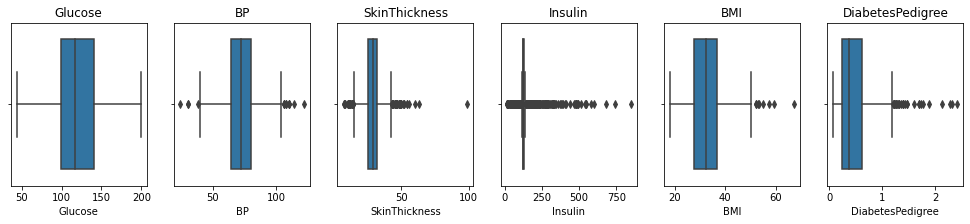 Glucose BP SkinThickness Insulin BMI DiabetesPedigree
50 100 150 200 50 100 50 100 0 250 500 750 20 40 60 0 1 2
Glucose BP SkinThickness Insulin BMI DiabetesPedigree